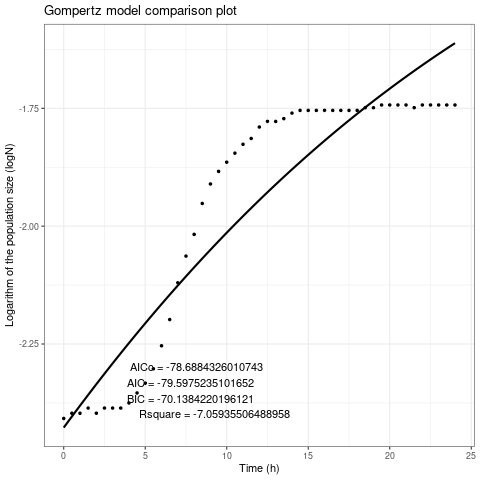 Gompertz model comparison plot
Logarithm of the population size (logN)
-1.75
-2.00
-2.25
AICc = -78.6884326010743
AIC = -79.5975235101652
BIC = -70.1384220196121
Rsquare = -7.05935506488958
0 5 10 15 20 25
Time (h)